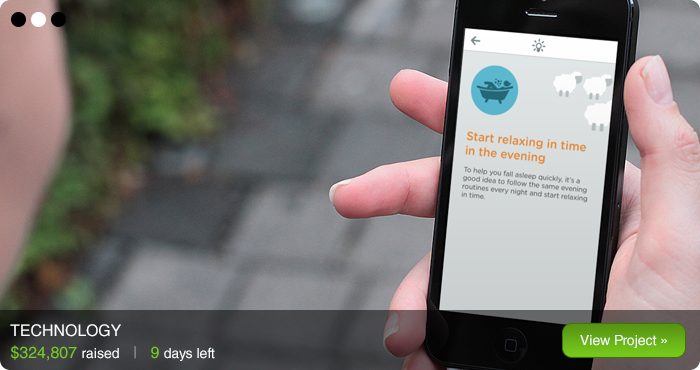 Start relaxing in time
in the evening
To help you fall asleep quickly, it's a
good idea to follow the same evening
routines every night and start relaxing
in time.
TECHNOLOGY
$324,807 raised | 9 days left
View Project »